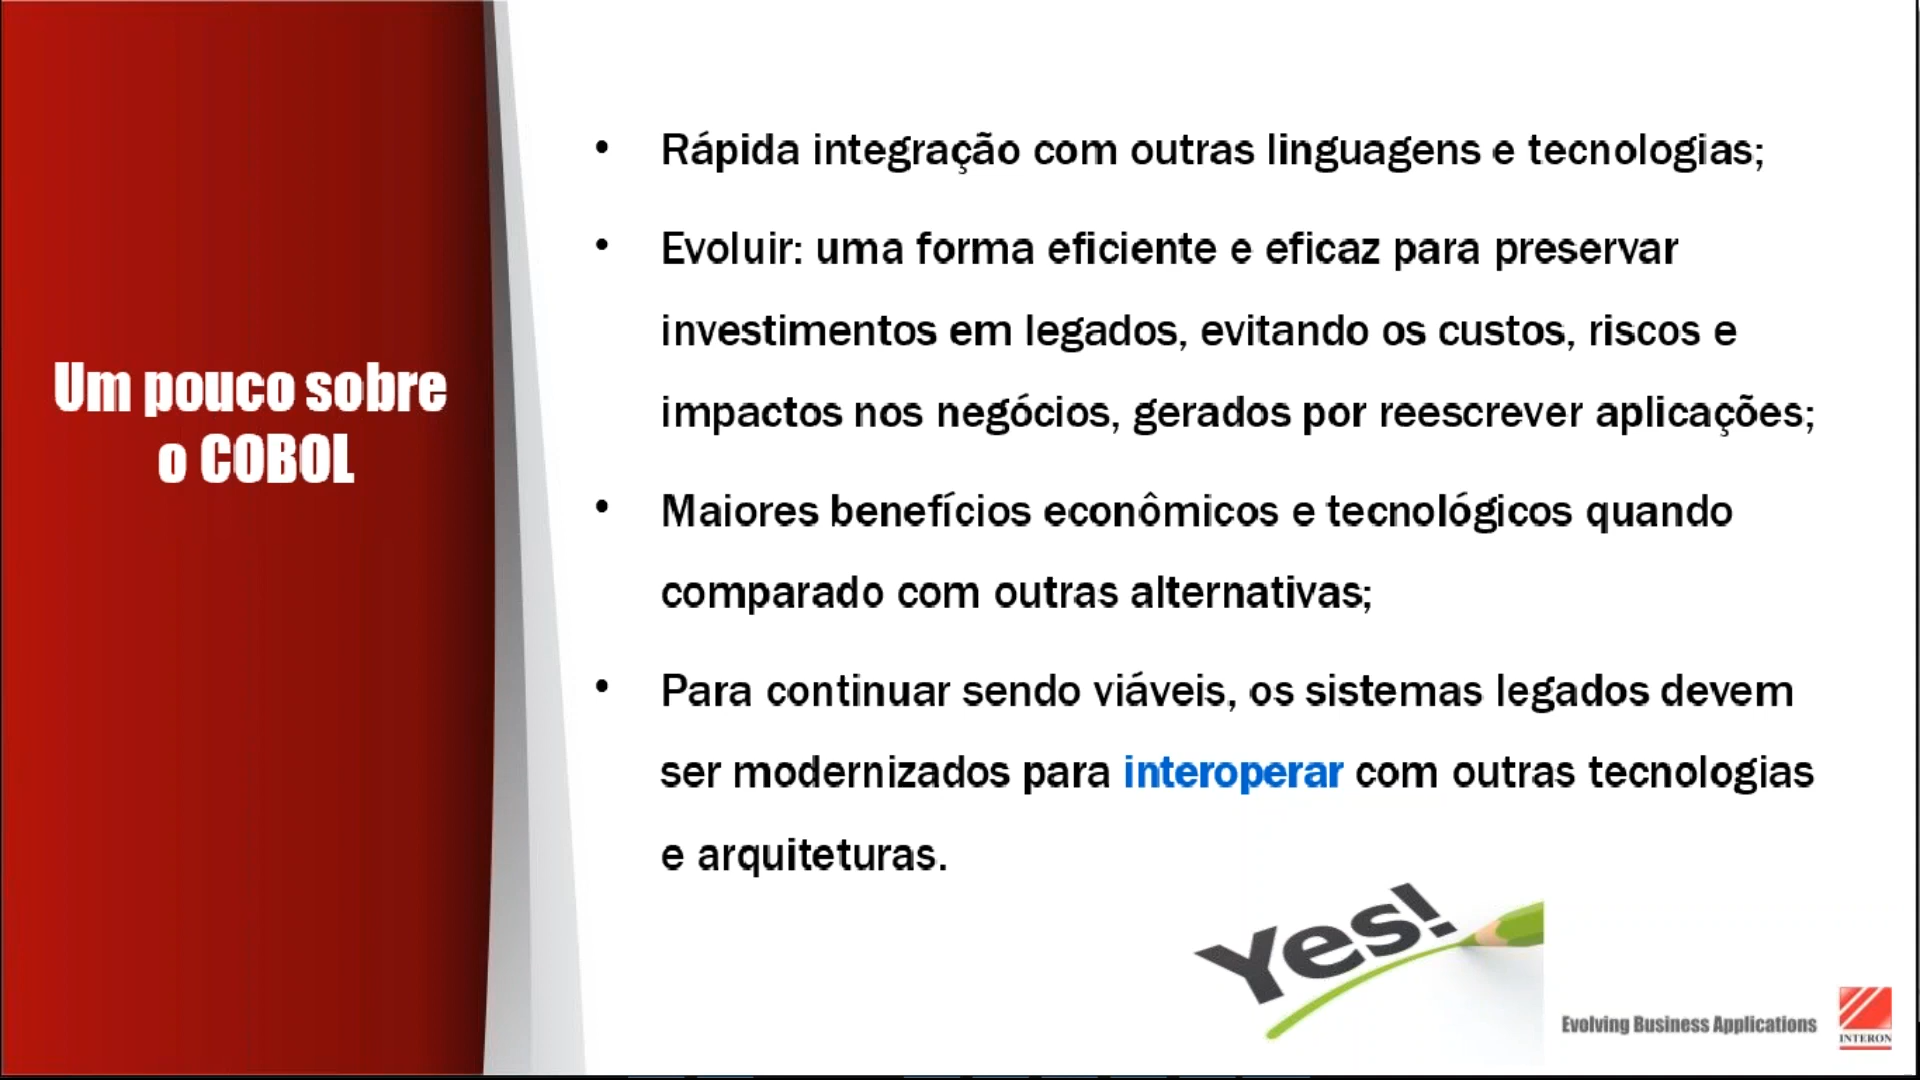 Um pouco sobre
o COBOL
• Rápida integração com outras linguagens e tecnologias;
• Evoluir: uma forma eficiente e eficaz para preservar
investimentos em legados, evitando os custos, riscos e
impactos nos negócios, gerados por reescrever aplicações;
• Maiores benefícios econômicos e tecnológicos quando
comparado com outras alternativas;
• Para continuar sendo viáveis, os sistemas legados devem
ser modernizados para interoperar com outras tecnologias
e arquiteturas.
Yes!
Evolving Business Applications
INTERON